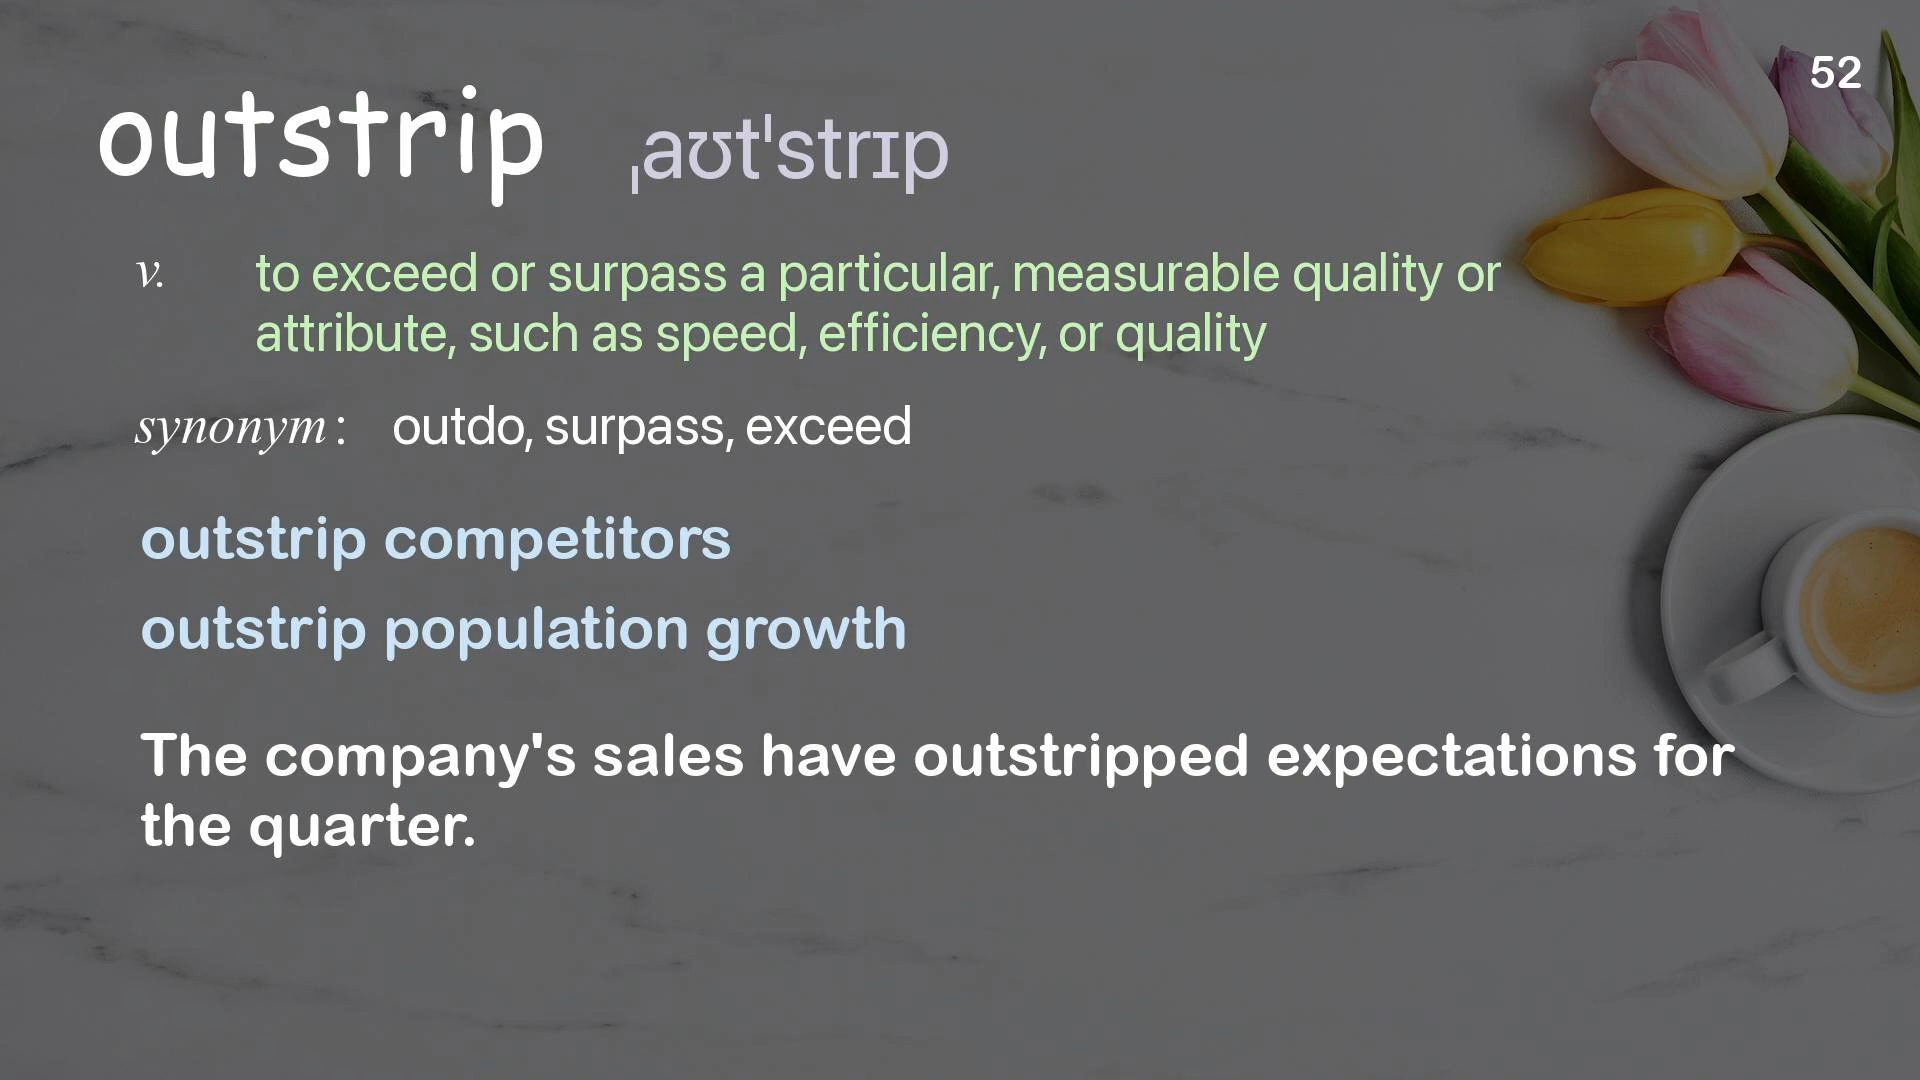 52
outstrip ˌaʊtˈstrɪp
v. to exceed or surpass a particular, measurable quality or
attribute, such as speed, efficiency, or quality
synonym : outdo, surpass, exceed
outstrip competitors
outstrip population growth
The company's sales have outstripped expectations for
the quarter.